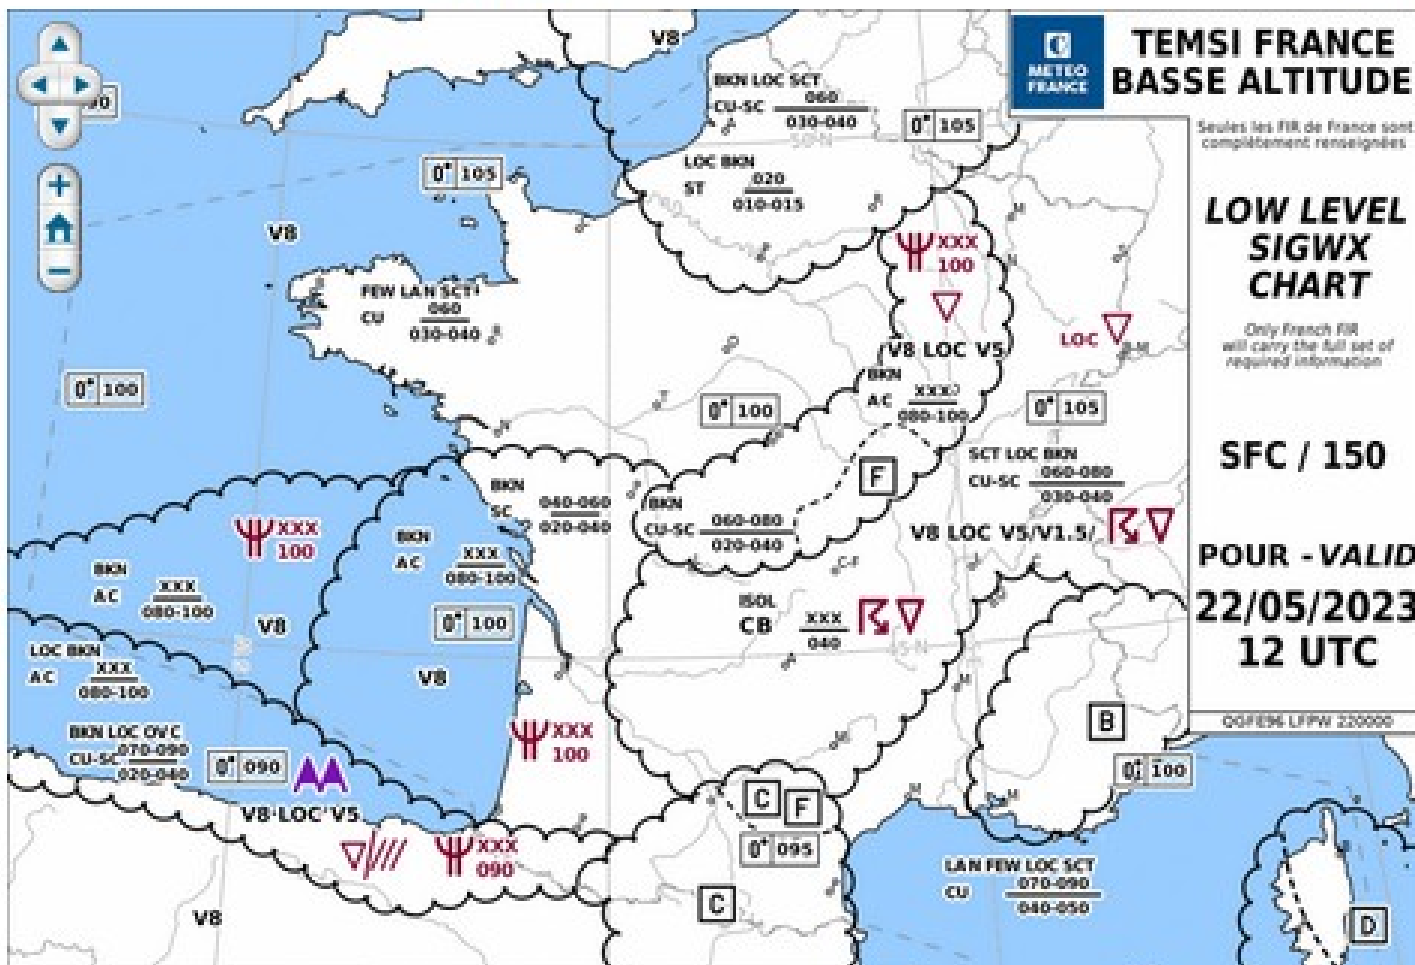 V8
TEMSI FRANCE
BASSE ALTITUDE
METEO
FRANCE
Seules les FIR de France sont
complètement renseignées
LOW LEVEL
SIGWX
CHART
Only French FIR
will carry the full set of
required information
SFC / 150
POUR - VALID
22/05/2023
12 UTC
QGFE96 LFPW 220000
BKN LOC SCT
CU-SC 060
030-040
50°N
0° 105
LOC BKN
ST 020
010-015
0° 105
V8
XXX
100
FEW LAN SCT
CU 060
030-040
LOC
V8 LOC V5
BKN
AC XXX
080-100
0° 100
0° 100
0° 105
SCT LOC BKN
CU-SC 060-080
030-040
F
BKN
SC 040-060
020-040
BKN
CU-SC 060-080
020-040
V8 LOC V5/V1.5/
XXX
100
BKN
AC XXX
080-100
BKN
AC XXX
080-100
V8
0° 100
ISOL
CB XXX
040
45°N
LOC BKN
AC XXX
080-100
V8
BKN LOC OVC
CU-SC 070-090
020-040
0° 090
XXX
100
B
0° 100
V8 LOC V5
C
F
0° 095
XXX
090
LAN FEW LOC SCT
CU 070-090
040-050
C
V8
D